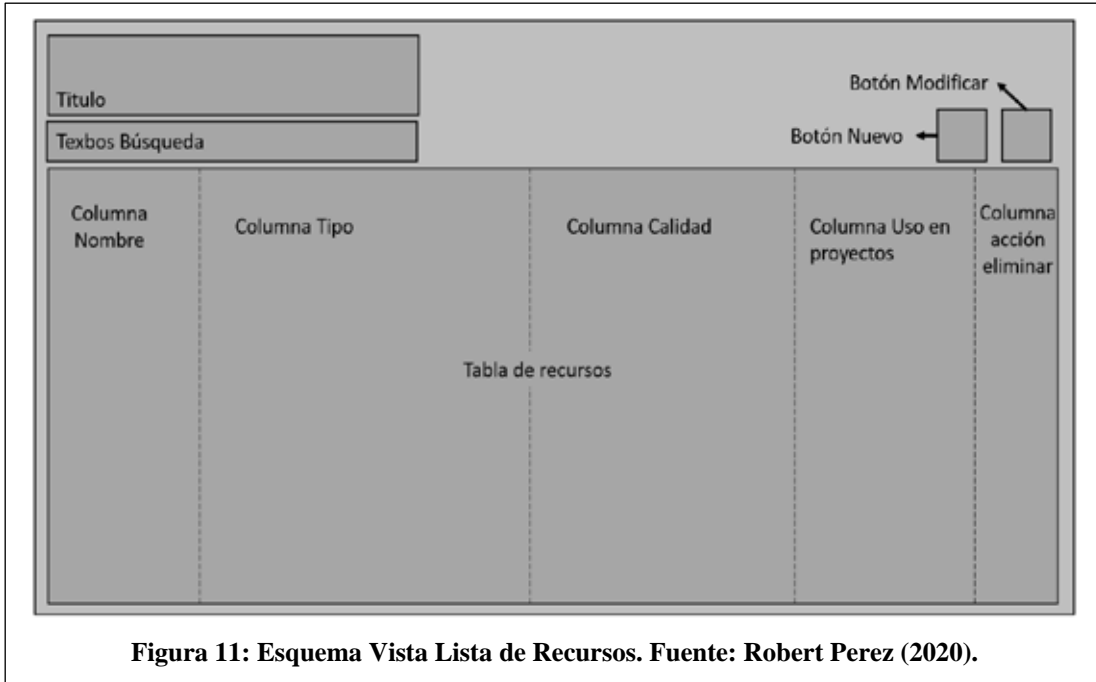 Botón Modificar
Titulo
Texbos Búsqueda
Botón Nuevo
Columna
Nombre
Columna Tipo
Columna Calidad
Columna Uso en
proyectos
Columna
acción
eliminar
Tabla de recursos
Figura 11: Esquema Vista Lista de Recursos. Fuente: Robert Perez (2020).